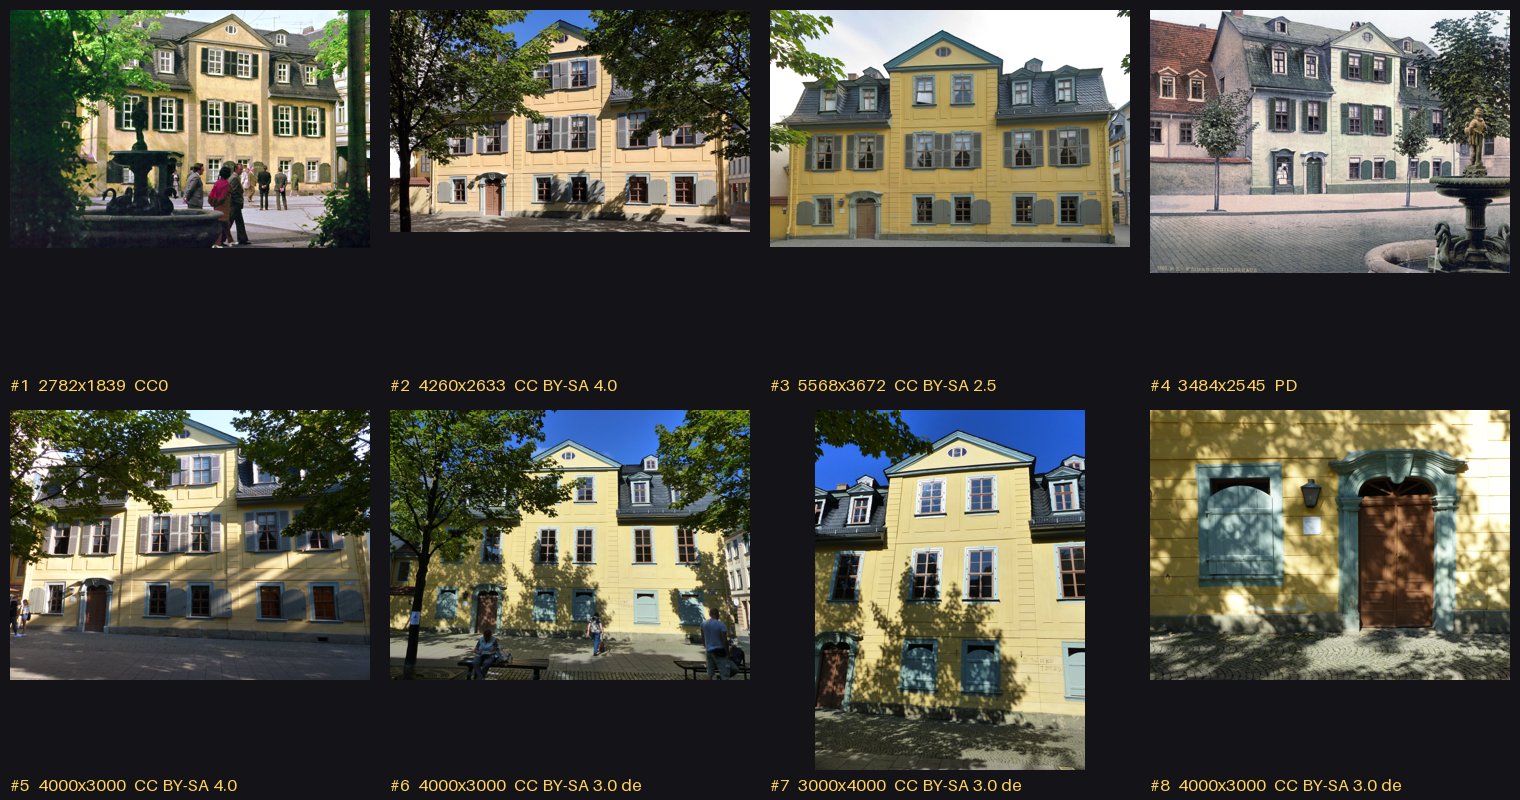 #1 2782x1839 CC0
#2 4260x2633 CC BY-SA 4.0
#3 5568x3672 CC BY-SA 2.5
#4 3484x2545 PD
#5 4000x3000 CC BY-SA 4.0
#6 4000x3000 CC BY-SA 3.0 de
#7 3000x4000 CC BY-SA 3.0 de
#8 4000x3000 CC BY-SA 3.0 de